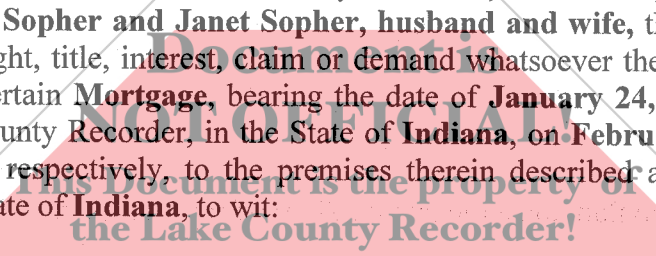 Sopher and Janet Sopher, husband and wife,
ght, title, interest, claim or demand whatsoever the
Document is
ertain Mortgage, bearing the date of January 24,
NOT OFFICIAL!
unty Recorder, in the State of Indiana, on Febru
respectively, to the premises therein described a
This Document is the property of
ate of Indiana, to wit:
the Lake County Recorder!